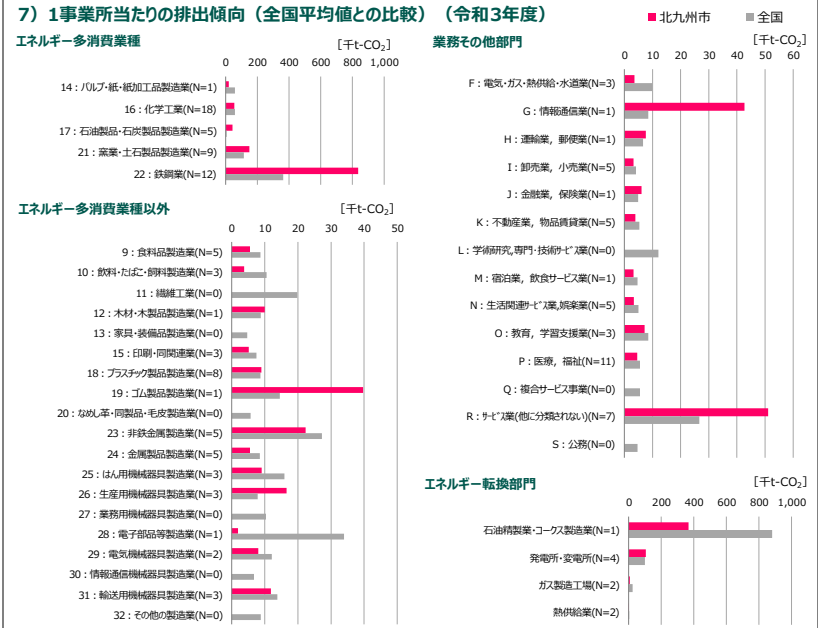 7）1事業所当たりの排出傾向（全国平均値との比較）（令和3年度）
■北九州市 ■全国
エネルギー多消費業種
[千t-CO₂]
0 200 400 600 800 1,000
14：パルプ・紙・紙加工品製造業(N=1)
16：化学工業(N=18)
17：石油製品・石炭製品製造業(N=5)
21：窯業・土石製品製造業(N=9)
22：鉄鋼業(N=12)
エネルギー多消費業種以外
[千t-CO₂]
0 10 20 30 40 50
9：食料品製造業(N=5)
10：飲料・たばこ・飼料製造業(N=3)
11：繊維工業(N=0)
12：木材・木製品製造業(N=1)
13：家具・装備品製造業(N=0)
15：印刷・同関連業(N=3)
18：プラスチック製品製造業(N=8)
19：ゴム製品製造業(N=1)
20：なめし革・同製品・毛皮製造業(N=0)
23：非鉄金属製造業(N=5)
24：金属製品製造業(N=5)
25：はん用機械器具製造業(N=3)
26：生産用機械器具製造業(N=3)
27：業務用機械器具製造業(N=0)
28：電子部品等製造業(N=1)
29：電気機械器具製造業(N=2)
30：情報通信機械器具製造業(N=0)
31：輸送用機械器具製造業(N=3)
32：その他の製造業(N=0)
業務その他部門
[千t-CO₂]
0 10 20 30 40 50 60
F：電気・ガス・熱供給・水道業(N=3)
G：情報通信業(N=1)
H：運輸業，郵便業(N=1)
I：卸売業，小売業(N=5)
J：金融業，保険業(N=1)
K：不動産業，物品賃貸業(N=5)
L：学術研究,専門・技術ｻｰﾋﾞｽ業(N=0)
M：宿泊業，飲食サービス業(N=1)
N：生活関連ｻｰﾋﾞｽ業,娯楽業(N=5)
O：教育，学習支援業(N=3)
P：医療，福祉(N=11)
Q：複合サービス事業(N=0)
R：ｻｰﾋﾞｽ業(他に分類されない)(N=7)
S：公務(N=0)
エネルギー転換部門
[千t-CO₂]
0 200 400 600 800 1,000
石油精製業・コークス製造業(N=1)
発電所・変電所(N=4)
ガス製造工場(N=2)
熱供給業(N=2)